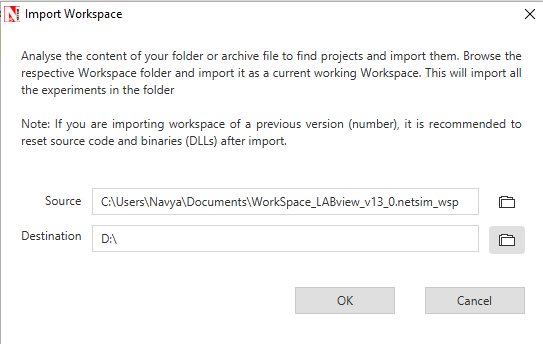 Import Workspace
Analyse the content of your folder or archive file to find projects and import them. Browse the
respective Workspace folder and import it as a current working Workspace. This will import all
the experiments in the folder
Note: If you are importing workspace of a previous version (number), it is recommended to
reset source code and binaries (DLLs) after import.
Source C:\Users\Navya\Documents\WorkSpace_LABview_v13_0.netsim_wsp
Destination D:\
OK Cancel